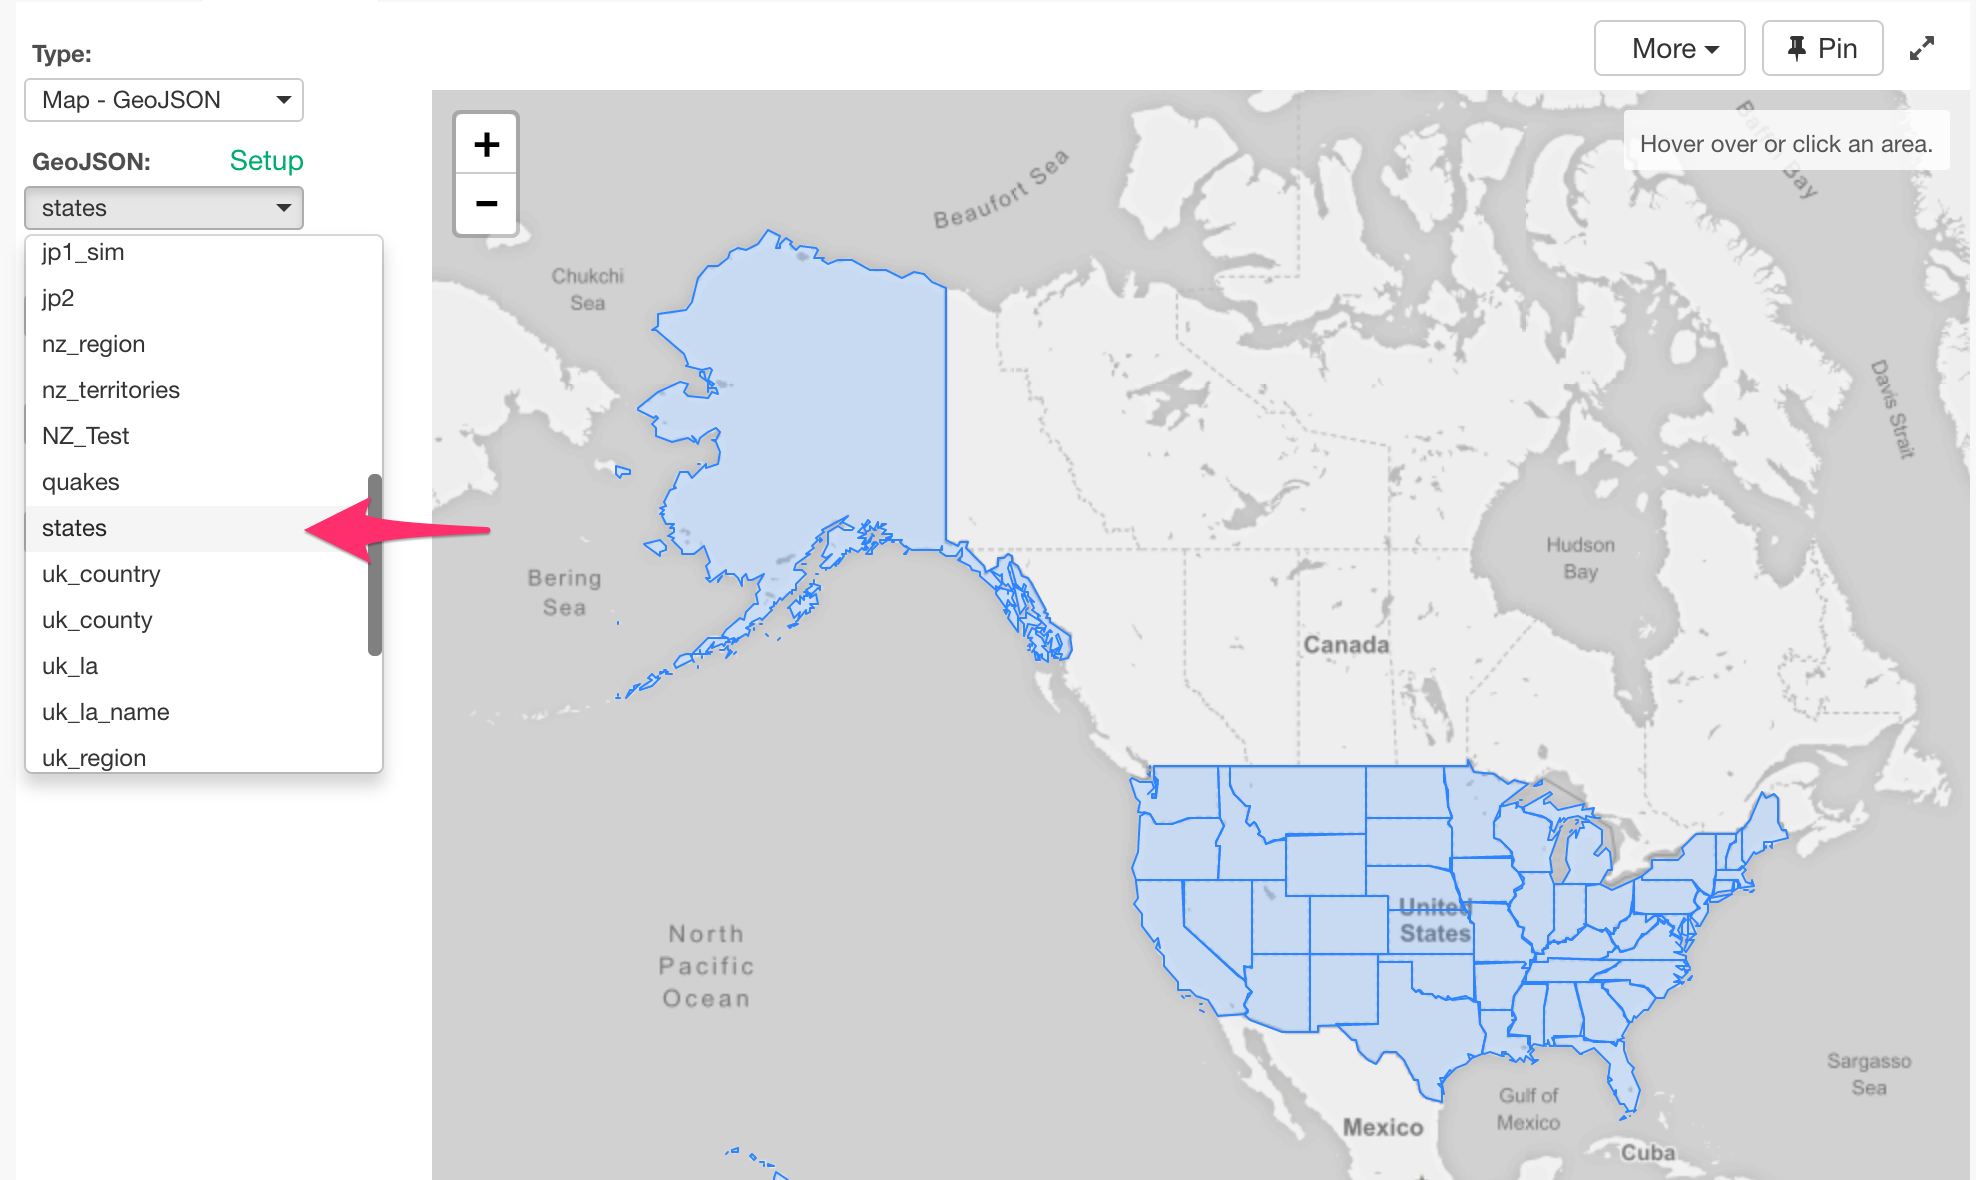 Type:
Map - GeoJSON
GeoJSON:
Setup
states
jp1_sim
jp2
nz_region
nz_territories
NZ_Test
quakes
states
uk_country
uk_county
uk_la
uk_la_name
uk_region
More
Pin
+
−
Hover over or click an area.
Baffin Bay
Beaufort Sea
Chukchi
Sea
Davis Strait
Hudson
Bay
Bering
Sea
Canada
United
States
North
Pacific
Ocean
Sargasso
Sea
Gulf of
Mexico
Mexico
Cuba